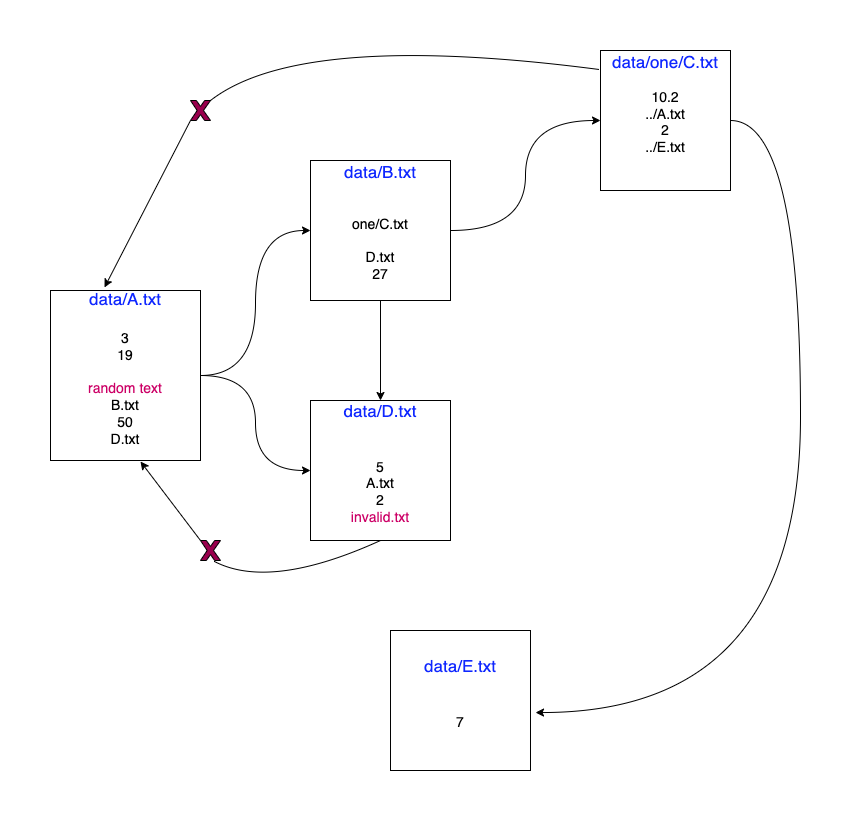 data/one/C.txt
10.2
../A.txt
2
../E.txt
X
data/B.txt
one/C.txt
D.txt
27
data/A.txt
3
19
random text
B.txt
50
D.txt
data/D.txt
5
A.txt
2
invalid.txt
X
data/E.txt
7